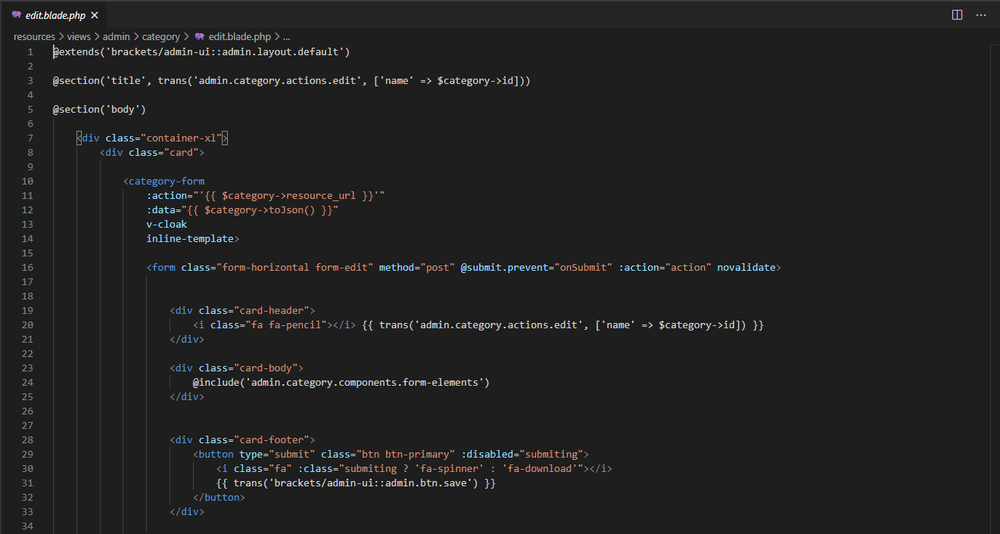 edit.blade.php
resources > views > admin > category > edit.blade.php > ...
1 @extends('brackets/admin-ui::admin.layout.default')
2
3 @section('title', trans('admin.category.actions.edit', ['name' => $category->id]))
4
5 @section('body')
6
7 <div class="container-xl">
8 <div class="card">
9
10 <category-form
11 :action="'{{ $category->resource_url }}'"
12 :data="{{ $category->toJson() }}"
13 v-cloak
14 inline-template>
15
16 <form class="form-horizontal form-edit" method="post" @submit.prevent="onSubmit" :action="action" novalidate>
17
18
19 <div class="card-header">
20 <i class="fa fa-pencil"></i> {{ trans('admin.category.actions.edit', ['name' => $category->id]) }}
21 </div>
22
23 <div class="card-body">
24 @include('admin.category.components.form-elements')
25 </div>
26
27
28 <div class="card-footer">
29 <button type="submit" class="btn btn-primary" :disabled="submiting">
30 <i class="fa" :class="submiting ? 'fa-spinner' : 'fa-download'"></i>
31 {{ trans('brackets/admin-ui::admin.btn.save') }}
32 </button>
33 </div>
34